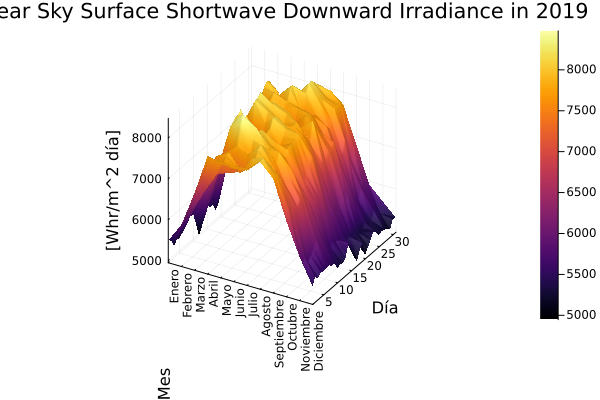 ear Sky Surface Shortwave Downward Irradiance in 2019
[Whr/m^2 día]
8000
7000
6000
5000
Enero
Febrero
Marzo
Abril
Mayo
Junio
Julio
Agosto
Septiembre
Octubre
Noviembre
Diciembre
Mes
5
10
15
20
25
30
Día
8000
7500
7000
6500
6000
5500
5000